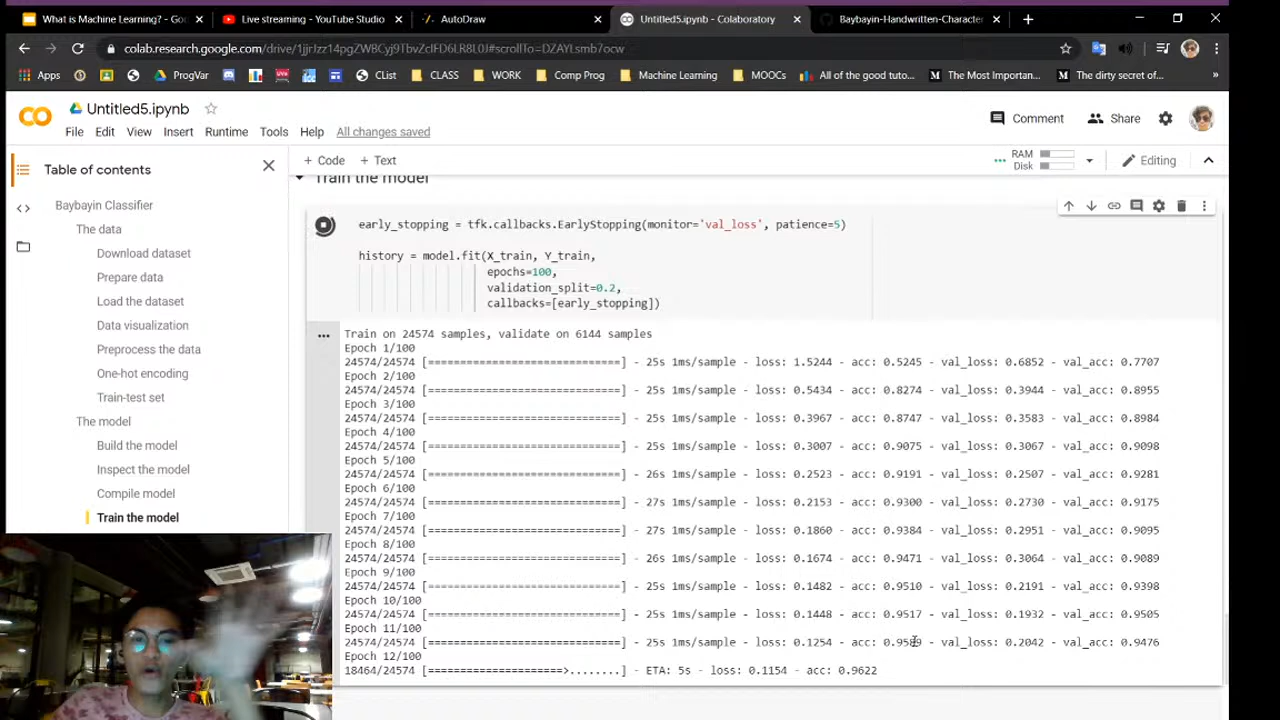 What is Machine Learning? - Goo
Live streaming - YouTube Studio
AutoDraw
Untitled5.ipynb - Colaboratory
Baybayin-Handwritten-Character
colab.research.google.com/drive/1jjrJzz14pgZWBCyj9TbvZcIFD6LR8L0J#scrollTo=DZAYLsmb7ocw
Apps
ProgVar
CList
CLASS
WORK
Comp Prog
Machine Learning
MOOCs
All of the good tuto...
The Most Importan...
The dirty secret of...
»
CO
Untitled5.ipynb
File Edit View Insert Runtime Tools Help All changes saved
Comment
Share
Table of contents
+ Code + Text
RAM
Disk
Editing
Baybayin Classifier
The data
Download dataset
Prepare data
Load the dataset
Data visualization
Preprocess the data
One-hot encoding
Train-test set
The model
Build the model
Inspect the model
Compile model
Train the model
Train the model
early_stopping = tfk.callbacks.EarlyStopping(monitor='val_loss', patience=5)
history = model.fit(X_train, Y_train,
epochs=100,
validation_split=0.2,
callbacks=[early_stopping])
Train on 24574 samples, validate on 6144 samples
Epoch 1/100
24574/24574 [==============================] - 25s 1ms/sample - loss: 1.5244 - acc: 0.5245 - val_loss: 0.6852 - val_acc: 0.7707
Epoch 2/100
24574/24574 [==============================] - 25s 1ms/sample - loss: 0.5434 - acc: 0.8274 - val_loss: 0.3944 - val_acc: 0.8955
Epoch 3/100
24574/24574 [==============================] - 25s 1ms/sample - loss: 0.3967 - acc: 0.8747 - val_loss: 0.3583 - val_acc: 0.8984
Epoch 4/100
24574/24574 [==============================] - 25s 1ms/sample - loss: 0.3007 - acc: 0.9075 - val_loss: 0.3067 - val_acc: 0.9098
Epoch 5/100
24574/24574 [==============================] - 26s 1ms/sample - loss: 0.2523 - acc: 0.9191 - val_loss: 0.2507 - val_acc: 0.9281
Epoch 6/100
24574/24574 [==============================] - 27s 1ms/sample - loss: 0.2153 - acc: 0.9300 - val_loss: 0.2730 - val_acc: 0.9175
Epoch 7/100
24574/24574 [==============================] - 27s 1ms/sample - loss: 0.1860 - acc: 0.9384 - val_loss: 0.2951 - val_acc: 0.9095
Epoch 8/100
24574/24574 [==============================] - 26s 1ms/sample - loss: 0.1674 - acc: 0.9471 - val_loss: 0.3064 - val_acc: 0.9089
Epoch 9/100
24574/24574 [==============================] - 25s 1ms/sample - loss: 0.1482 - acc: 0.9510 - val_loss: 0.2191 - val_acc: 0.9398
Epoch 10/100
24574/24574 [==============================] - 25s 1ms/sample - loss: 0.1448 - acc: 0.9517 - val_loss: 0.1932 - val_acc: 0.9505
Epoch 11/100
24574/24574 [==============================] - 25s 1ms/sample - loss: 0.1254 - acc: - val_loss: 0.2042 - val_acc: 0.9476
Epoch 12/100
18464/24574 [=====================>........] - ETA: 5s - loss: 0.1154 - acc: 0.9622